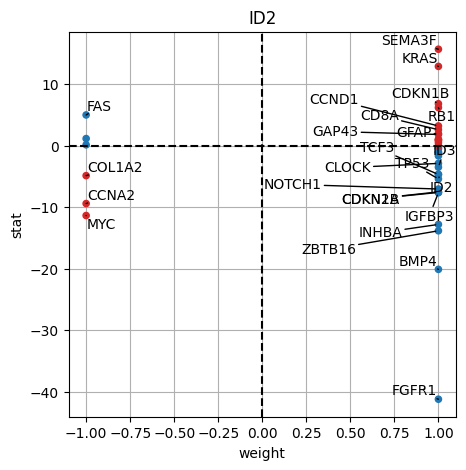 ID2
SEMA3F
KRAS
CDKN1B
CCND1
CD8A
RB1
FAS
GAP43
GFAP
TCF3
ID3
TP53
COL1A2
CLOCK
NOTCH1
ID2
CCNA2
IGFBP3
MYC
INHBA
ZBTB16
BMP4
FGFR1
10
0
−10
−20
−30
−40
stat
−1.00 −0.75 −0.50 −0.25 0.00 0.25 0.50 0.75 1.00
weight